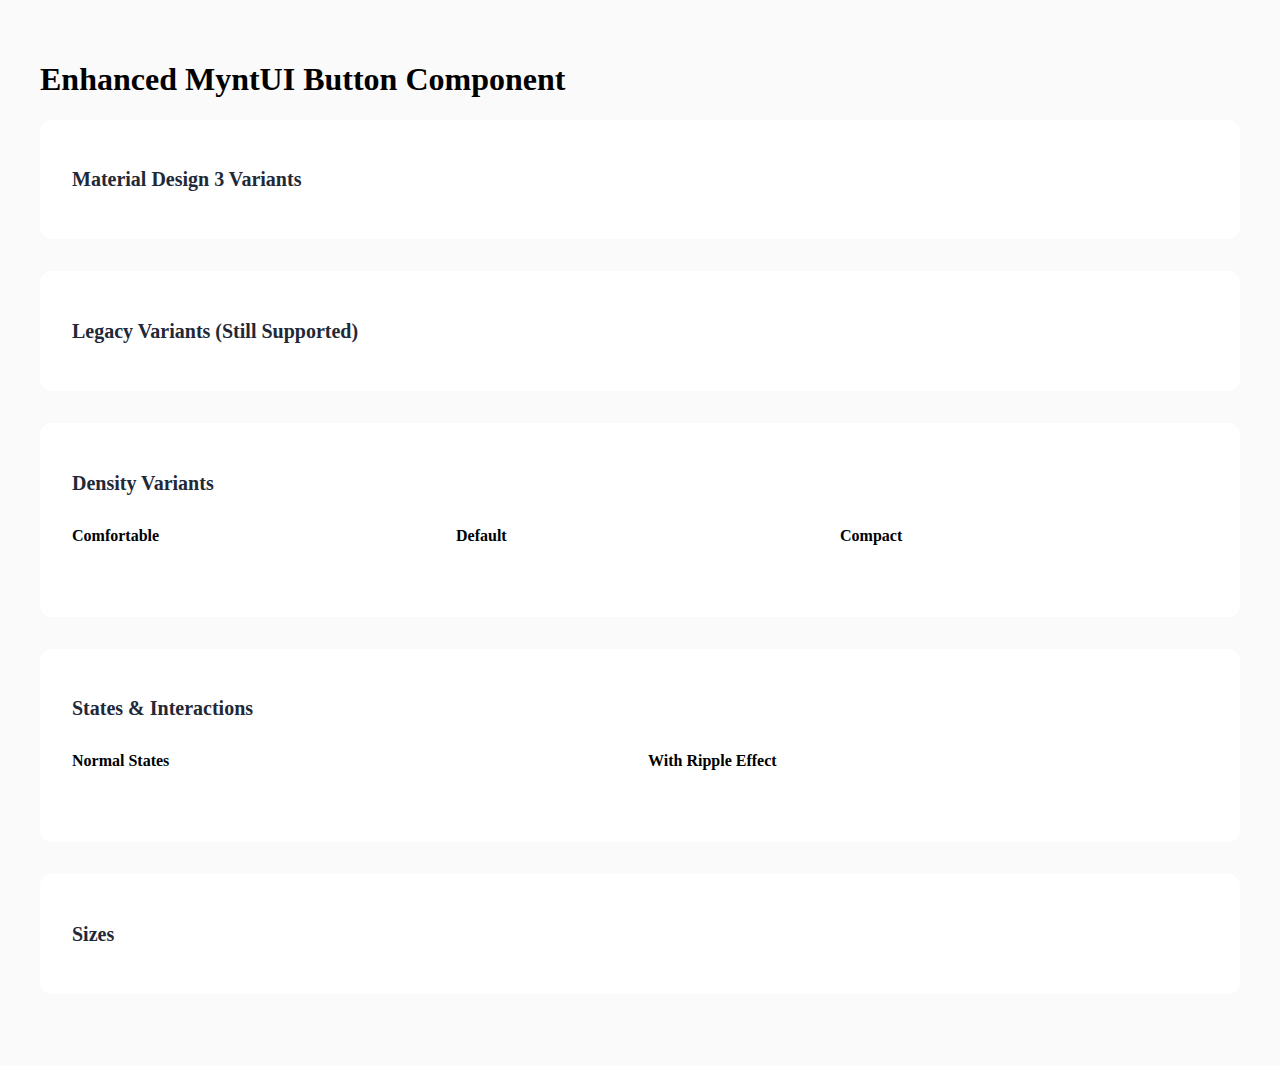 Enhanced MyntUI Button Component
Material Design 3 Variants
Legacy Variants (Still Supported)
Density Variants
Comfortable
Default
Compact
States & Interactions
Normal States
With Ripple Effect
Sizes